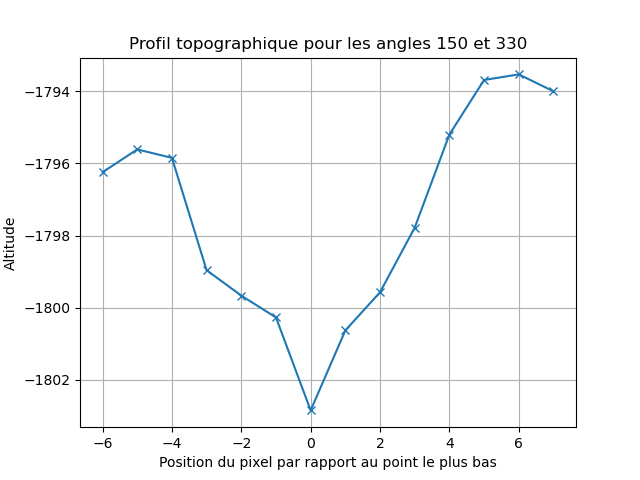 Profil topographique pour les angles 150 et 330
−1794
−1796
−1798
−1800
−1802
Altitude
−6 −4 −2 0 2 4 6
Position du pixel par rapport au point le plus bas